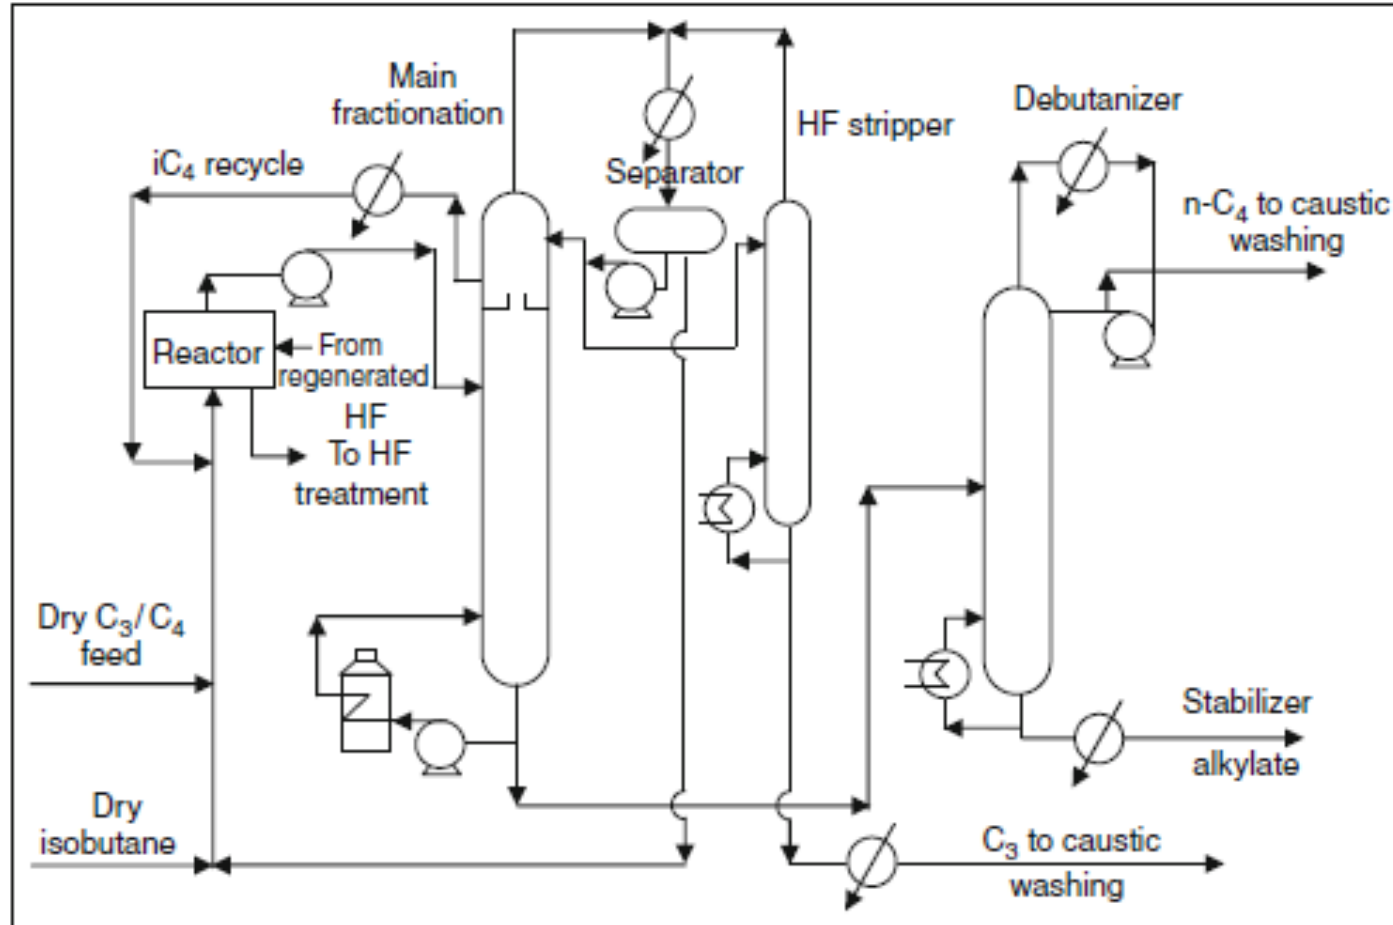 Main
fractionation
HF stripper
Debutanizer
iC₄ recycle
Separator
n-C₄ to caustic
washing
Reactor
From
regenerated
HF
To HF
treatment
Dry C₃/C₄
feed
Stabilizer
alkylate
Dry
isobutane
C₃ to caustic
washing